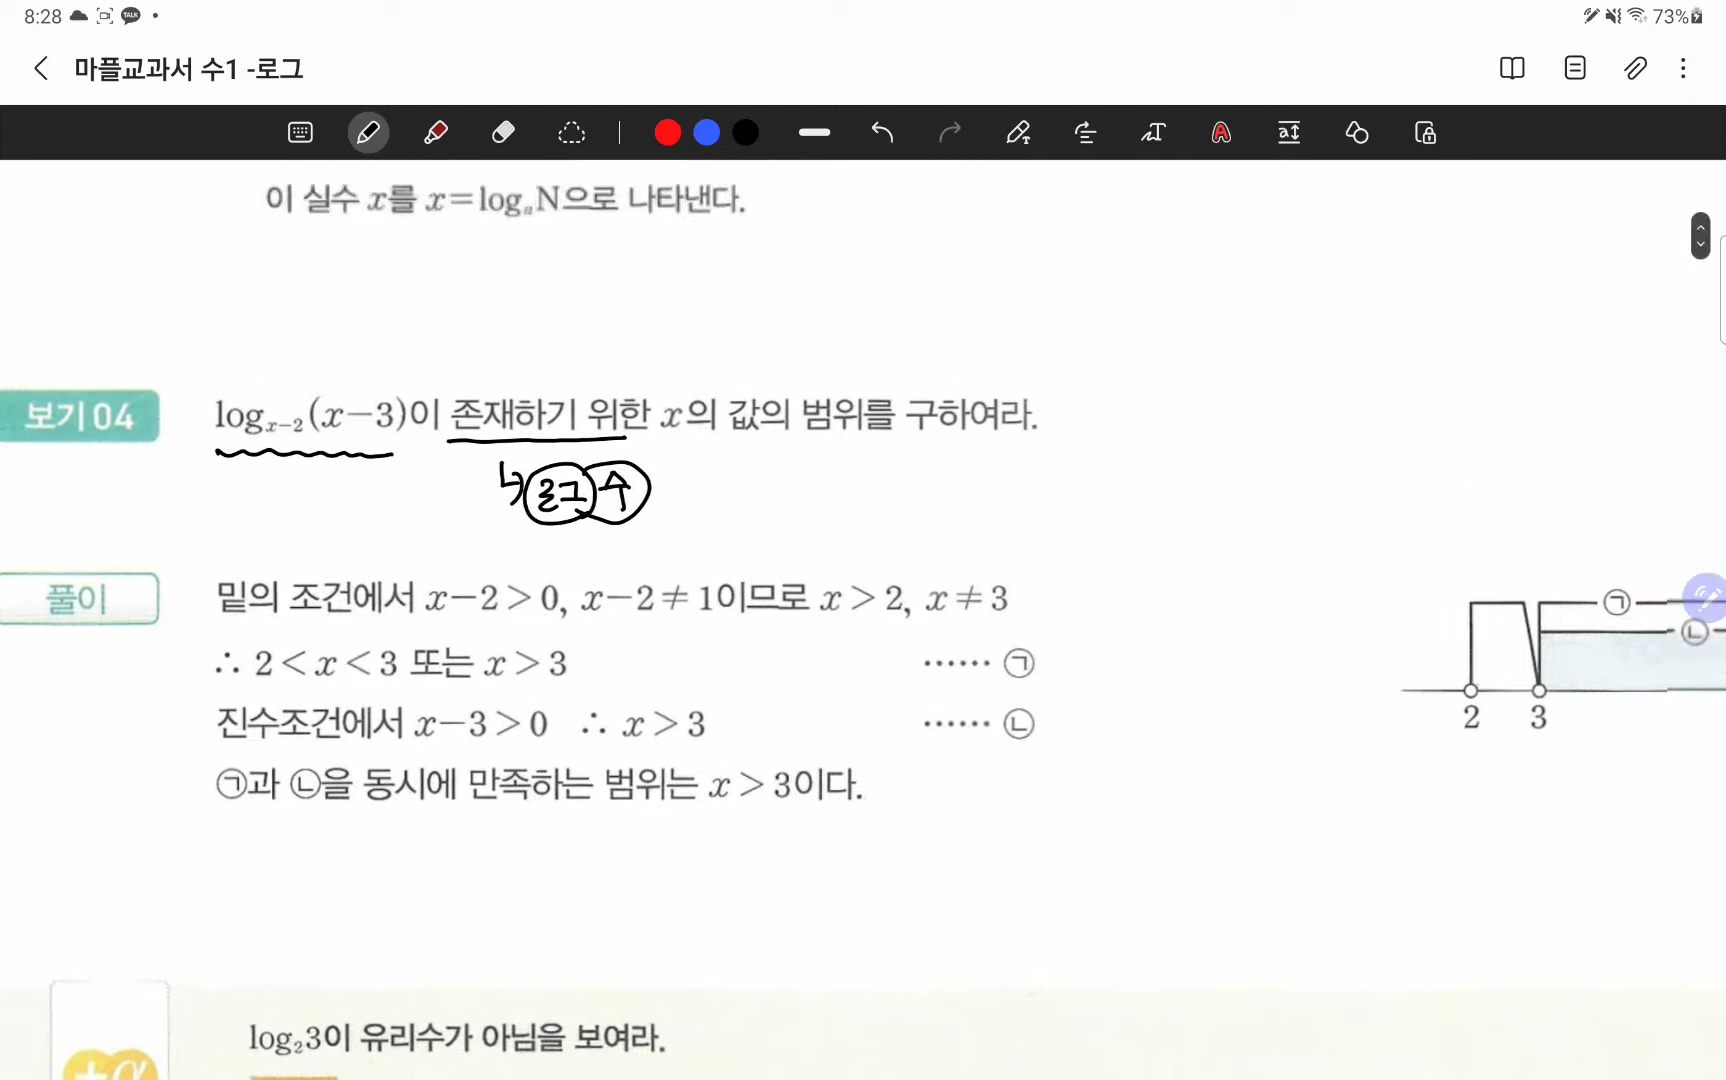 8:28
TALK
73%
마플교과서 수1 -로그
이 실수 x를 x=logₐN으로 나타낸다.
보기 04
logₓ₋₂(x-3)이 존재하기 위한 x의 값의 범위를 구하여라.
로그 수
풀이
밑의 조건에서 x-2>0, x-2≠1이므로 x>2, x≠3
∴ 2<x<3 또는 x>3 …… ㉠
진수조건에서 x-3>0 ∴ x>3 …… ㉡
㉠과 ㉡을 동시에 만족하는 범위는 x>3이다.
㉠
㉡
2 3
log₂3이 유리수가 아님을 보여라.
+α